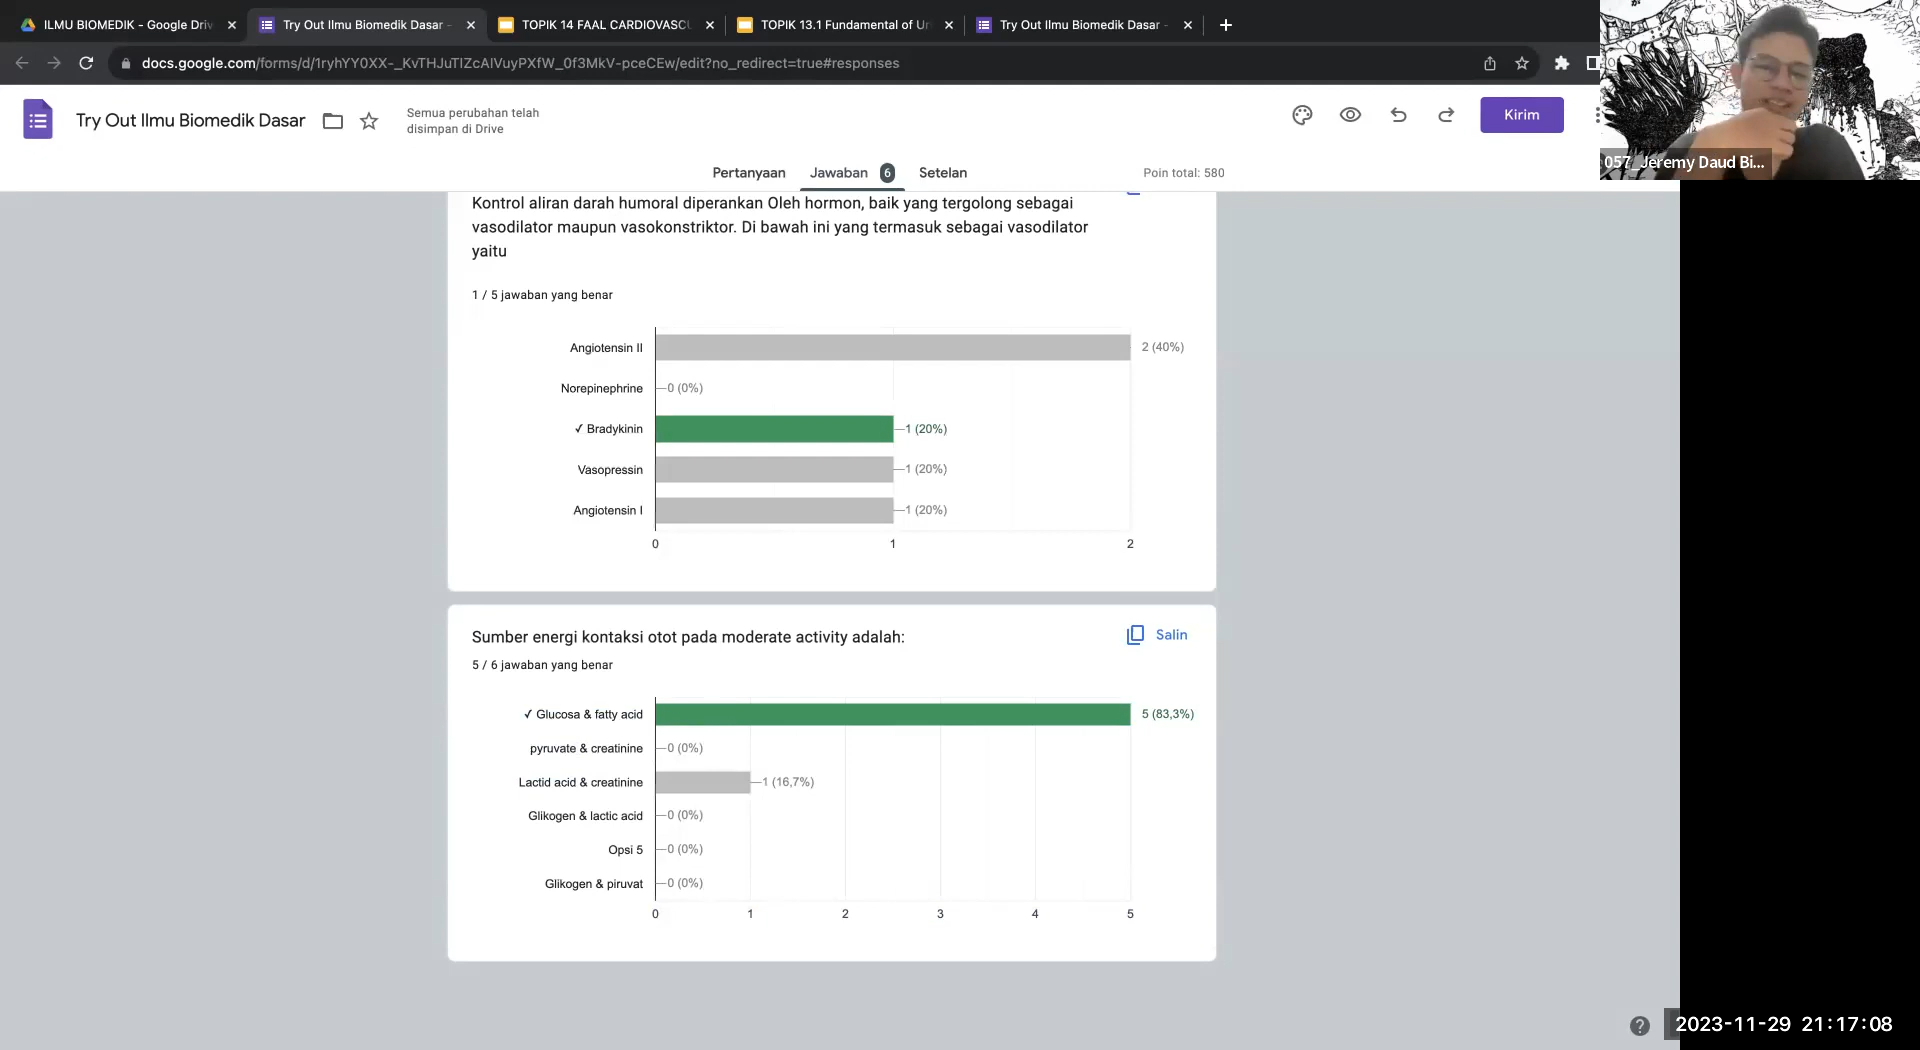 ILMU BIOMEDIK - Google Driv
Try Out Ilmu Biomedik Dasar -
TOPIK 14 FAAL CARDIOVASCU
TOPIK 13.1 Fundamental of Ur
Try Out Ilmu Biomedik Dasar -
docs.google.com/forms/d/1ryhYY0XX-_KvTHJuTIZcAlVuyPXfW_0f3MkV-pceCEw/edit?no_redirect=true#responses
Try Out Ilmu Biomedik Dasar
Semua perubahan telah
disimpan di Drive
Kirim
057_Jeremy Daud Bi...
Pertanyaan
Jawaban 6
Setelan
Poin total: 580
Kontrol aliran darah humoral diperankan Oleh hormon, baik yang tergolong sebagai
vasodilator maupun vasokonstriktor. Di bawah ini yang termasuk sebagai vasodilator
yaitu
1 / 5 jawaban yang benar
Angiotensin II 2 (40%)
Norepinephrine 0 (0%)
✓ Bradykinin 1 (20%)
Vasopressin 1 (20%)
Angiotensin I 1 (20%)
0 1 2
Sumber energi kontaksi otot pada moderate activity adalah:
Salin
5 / 6 jawaban yang benar
✓ Glucosa & fatty acid 5 (83,3%)
pyruvate & creatinine 0 (0%)
Lactid acid & creatinine 1 (16,7%)
Glikogen & lactic acid 0 (0%)
Opsi 5 0 (0%)
Glikogen & piruvat 0 (0%)
0 1 2 3 4 5
2023-11-29 21:17:08